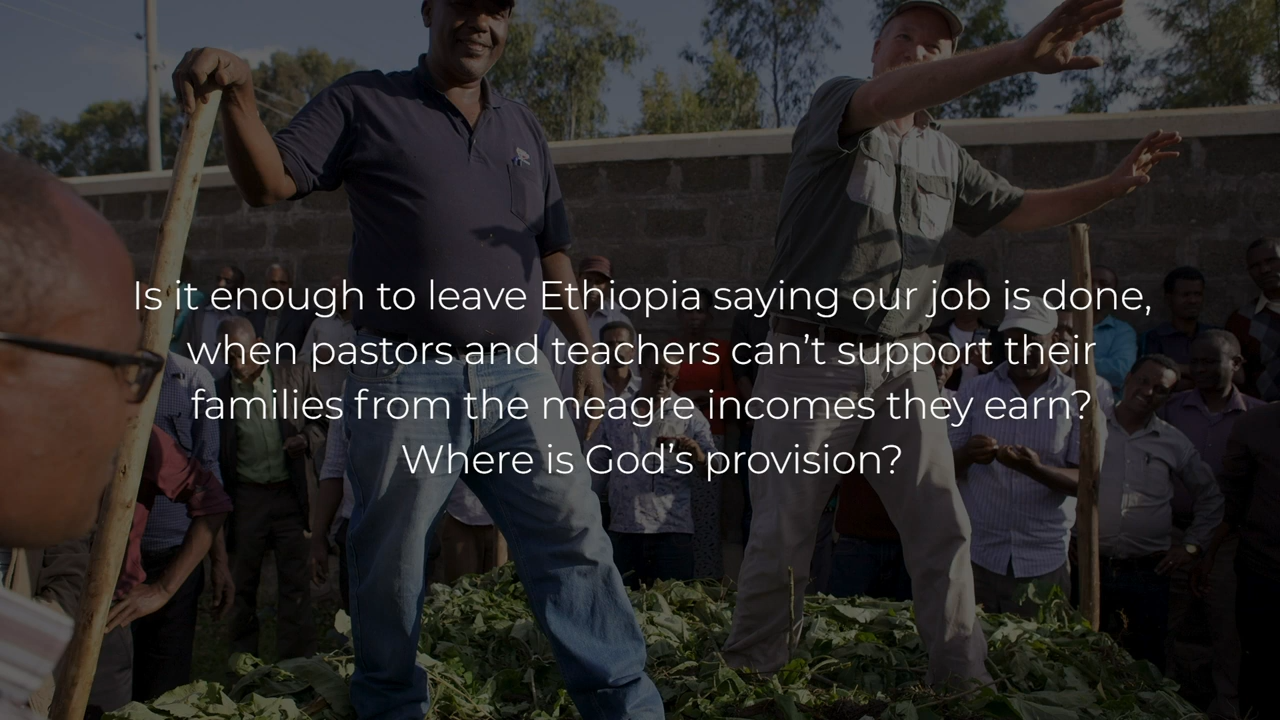 Is it enough to leave Ethiopia saying our job is done,
when pastors and teachers can’t support their
families from the meagre incomes they earn?
Where is God’s provision?